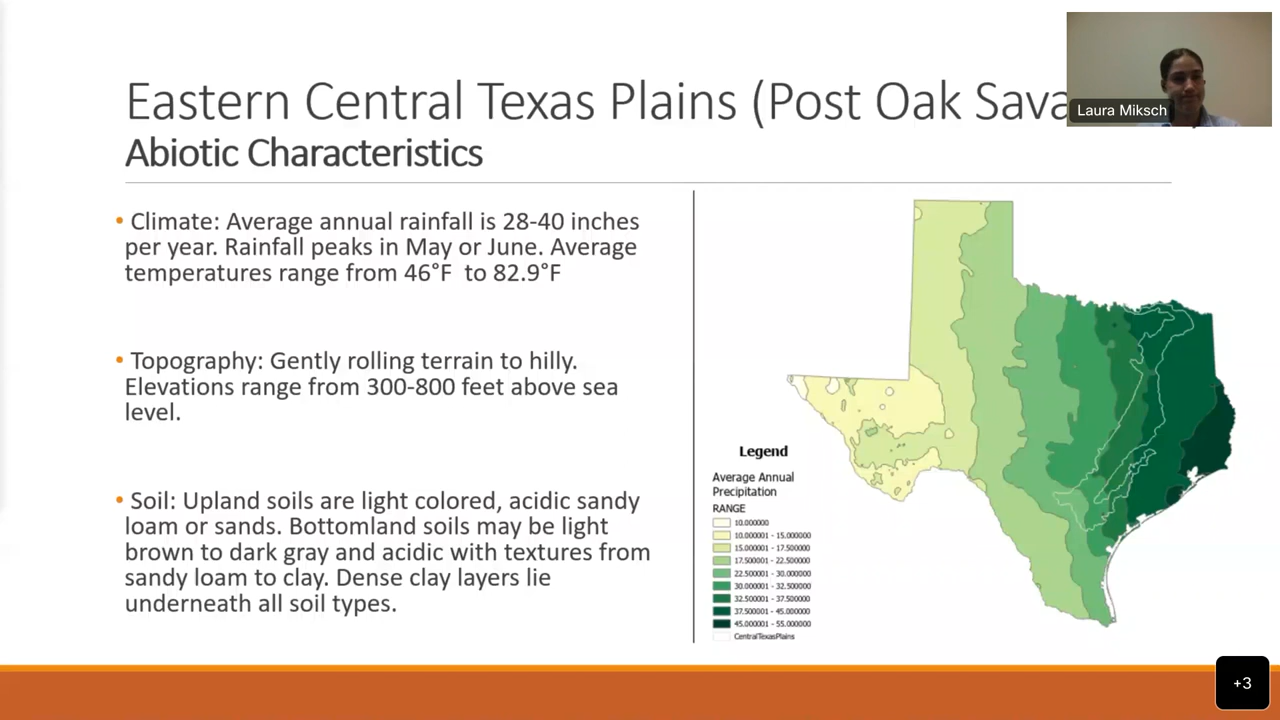 Eastern Central Texas Plains (Post Oak Sava
Abiotic Characteristics
Laura Miksch
• Climate: Average annual rainfall is 28-40 inches
per year. Rainfall peaks in May or June. Average
temperatures range from 46°F to 82.9°F
• Topography: Gently rolling terrain to hilly.
Elevations range from 300-800 feet above sea
level.
• Soil: Upland soils are light colored, acidic sandy
loam or sands. Bottomland soils may be light
brown to dark gray and acidic with textures from
sandy loam to clay. Dense clay layers lie
underneath all soil types.
Legend
Average Annual
Precipitation
RANGE
10.000000
10.000001 - 15.000000
15.000001 - 17.500000
17.500001 - 22.500000
22.500001 - 30.000000
30.000001 - 32.500000
32.500001 - 37.500000
37.500001 - 45.000000
45.000001 - 55.000000
CentralTexasPlains
+3